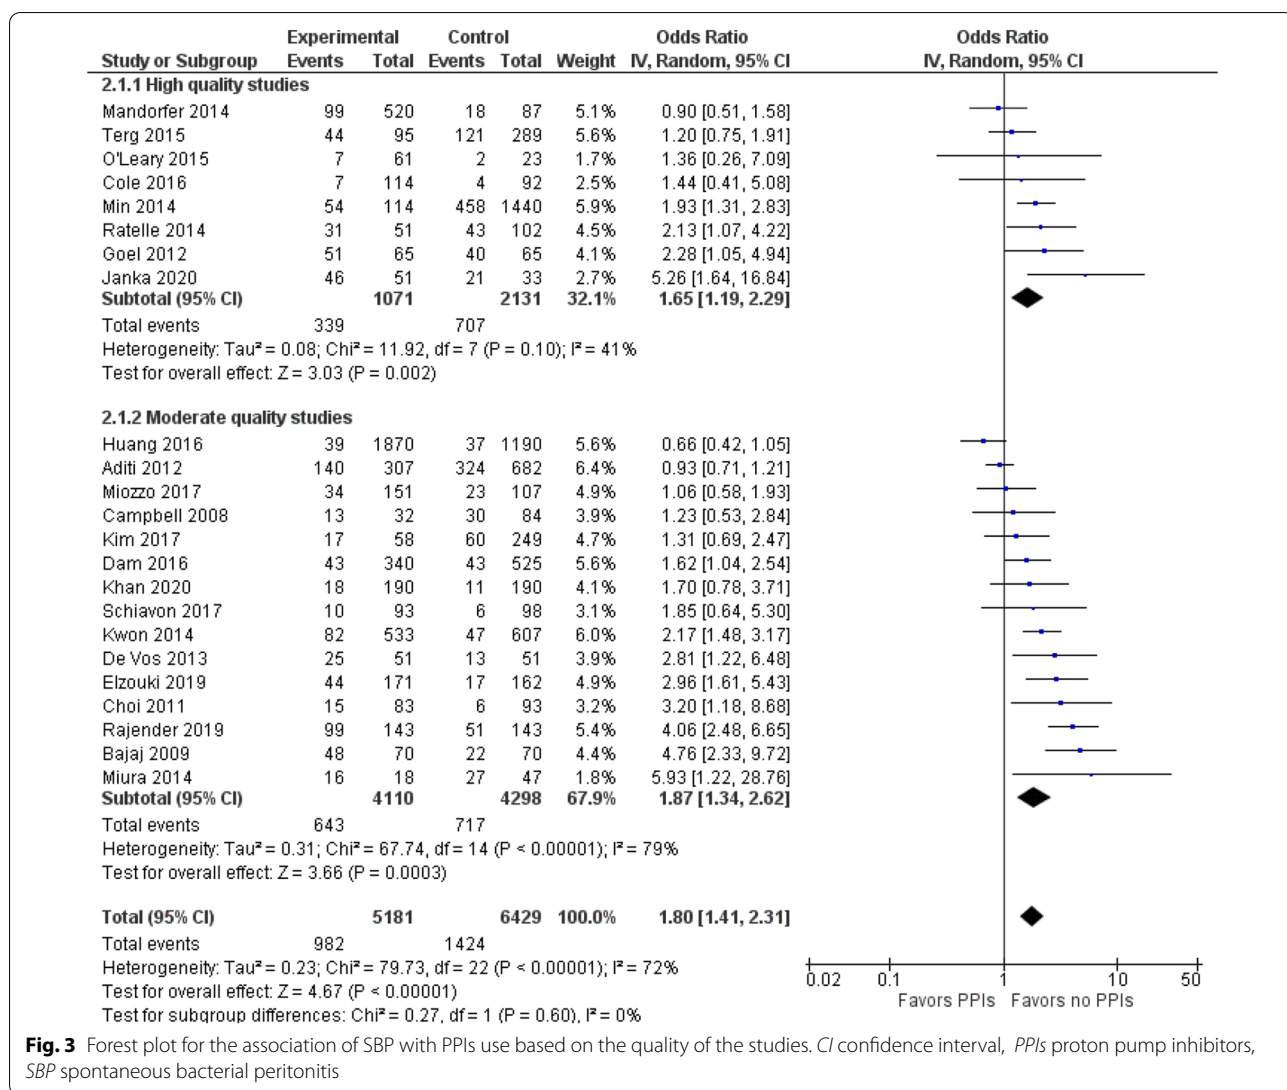 Experimental Control Odds Ratio Odds Ratio
Study or Subgroup Events Total Events Total Weight IV, Random, 95% CI IV, Random, 95% CI
2.1.1 High quality studies
Mandorfer 2014 99 520 18 87 5.1% 0.90 [0.51, 1.58]
Terg 2015 44 95 121 289 5.6% 1.20 [0.75, 1.91]
O'Leary 2015 7 61 2 23 1.7% 1.36 [0.26, 7.09]
Cole 2016 7 114 4 92 2.5% 1.44 [0.41, 5.08]
Min 2014 54 114 458 1440 5.9% 1.93 [1.31, 2.83]
Ratelle 2014 31 51 43 102 4.5% 2.13 [1.07, 4.22]
Goel 2012 51 65 40 65 4.0% 2.28 [1.05, 4.94]
Janka 2020 46 51 21 33 2.7% 5.26 [1.64, 16.84]
Subtotal (95% CI) 1071 2131 32.1% 1.65 [1.19, 2.29]
Total events 339 707
Heterogeneity: Tau² = 0.08; Chi² = 11.92, df = 7 (P = 0.10); I² = 41%
Test for overall effect: Z = 3.03 (P = 0.002)
2.1.2 Moderate quality studies
Huang 2016 39 1870 37 1190 5.6% 0.66 [0.42, 1.05]
Aditi 2012 140 307 324 682 6.4% 0.93 [0.71, 1.21]
Miozzo 2017 34 151 23 107 4.9% 1.06 [0.58, 1.93]
Campbell 2008 13 32 30 84 3.9% 1.23 [0.53, 2.84]
Kim 2017 17 58 60 249 4.7% 1.31 [0.69, 2.47]
Dam 2016 43 340 43 525 5.6% 1.62 [1.04, 2.54]
Khan 2020 18 190 11 190 4.1% 1.70 [0.78, 3.71]
Schiavon 2017 10 93 6 98 3.1% 1.85 [0.64, 5.30]
Kwon 2014 82 533 47 607 6.0% 2.17 [1.48, 3.17]
De Vos 2013 25 51 13 51 3.9% 2.81 [1.22, 6.48]
Elzouki 2019 44 171 17 162 4.9% 2.96 [1.61, 5.43]
Choi 2011 15 83 6 93 3.2% 3.20 [1.18, 8.68]
Rajender 2019 99 143 51 143 5.4% 4.06 [2.48, 6.65]
Bajaj 2009 48 70 22 70 4.4% 4.76 [2.33, 9.72]
Miura 2014 16 18 27 47 1.8% 5.93 [1.22, 28.76]
Subtotal (95% CI) 4110 4298 67.9% 1.87 [1.34, 2.62]
Total events 643 717
Heterogeneity: Tau² = 0.31; Chi² = 67.74, df = 14 (P < 0.00001); I² = 79%
Test for overall effect: Z = 3.66 (P = 0.0003)
Total (95% CI) 5181 6429 100.0% 1.80 [1.41, 2.31]
Total events 982 1424
Heterogeneity: Tau² = 0.23; Chi² = 79.73, df = 22 (P < 0.00001); I² = 72%
Test for overall effect: Z = 4.67 (P < 0.00001)
Test for subgroup differences: Chi² = 0.27, df = 1 (P = 0.60), I² = 0%
0.02 0.1 1 10 50
Favors PPIs Favors no PPIs
Fig. 3 Forest plot for the association of SBP with PPIs use based on the quality of the studies. CI confidence interval, PPIs proton pump inhibitors,
SBP spontaneous bacterial peritonitis